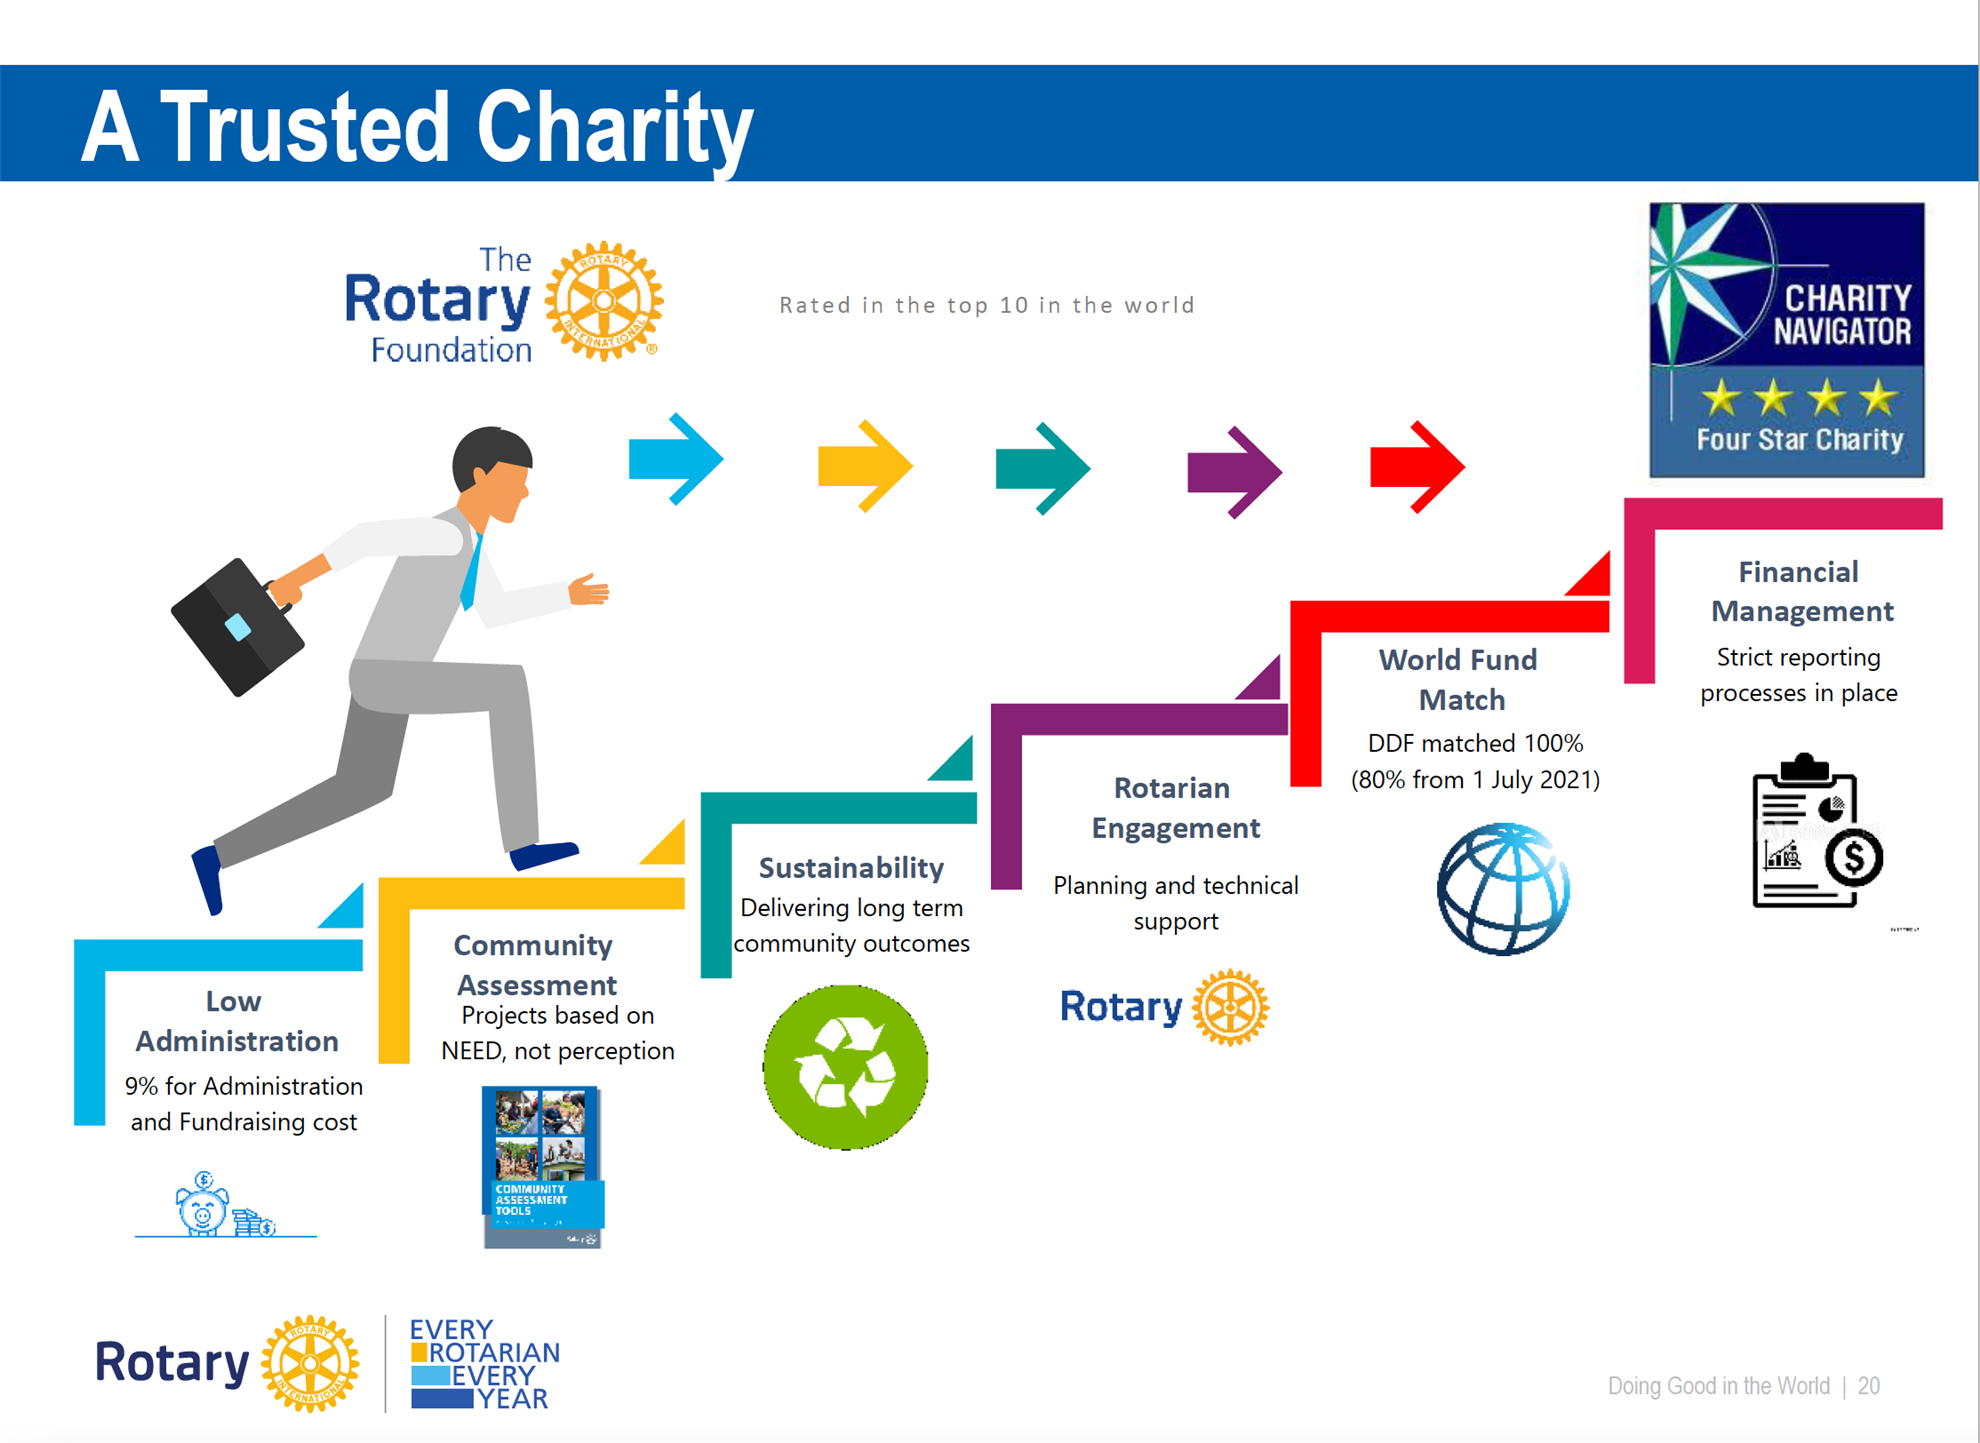 A Trusted Charity
The
Rotary
Foundation
ROTARY
INTERNATIONAL
®
Rated in the top 10 in the world
CHARITY
NAVIGATOR
Four Star Charity
Financial
Management
Strict reporting
processes in place
World Fund
Match
DDF matched 100%
(80% from 1 July 2021)
Rotarian
Engagement
Planning and technical
support
Rotary
Sustainability
Delivering long term
community outcomes
Community
Assessment
Projects based on
NEED, not perception
COMMUNITY
ASSESSMENT
TOOLS
Low
Administration
9% for Administration
and Fundraising cost
Rotary
ROTARY
INTERNATIONAL
EVERY
ROTARIAN
EVERY
YEAR
Doing Good in the World | 20